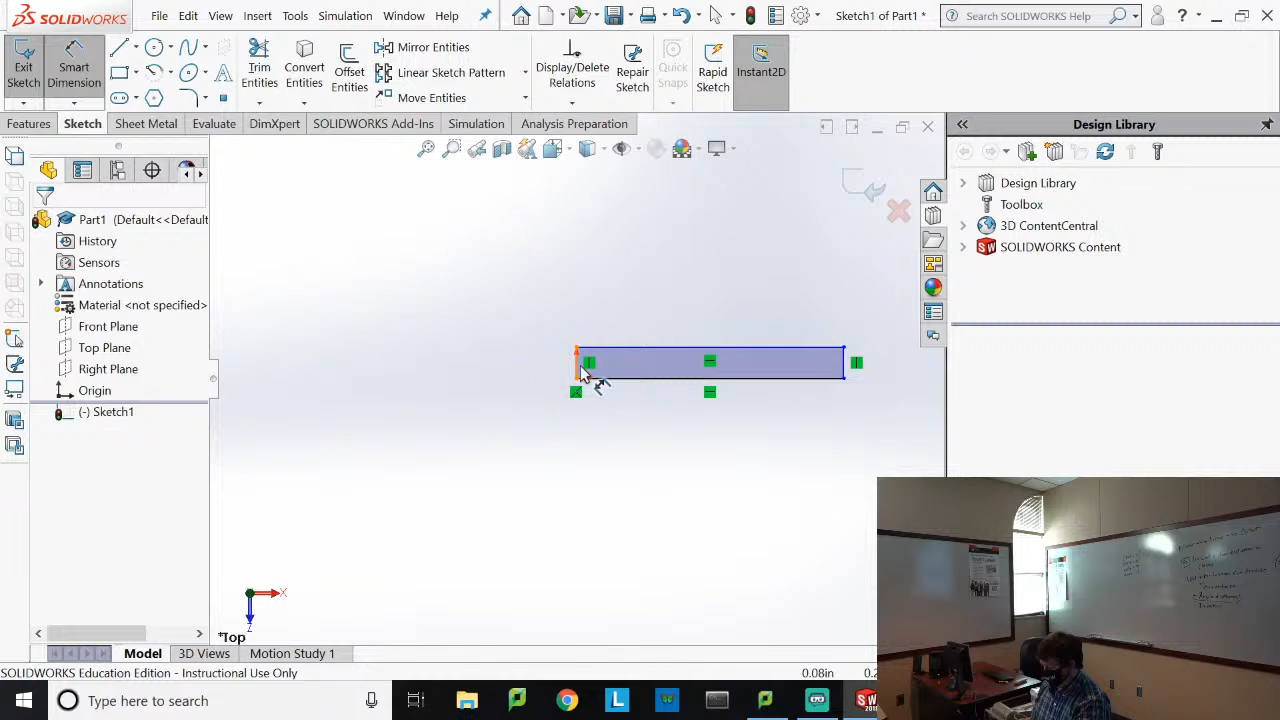 SOLIDWORKS
File Edit View Insert Tools Simulation Window Help
Sketch1 of Part1 *
Search SOLIDWORKS Help
Exit Sketch
Smart Dimension
Trim Entities
Convert Entities
Offset Entities
Mirror Entities
Linear Sketch Pattern
Move Entities
Display/Delete Relations
Repair Sketch
Quick Snaps
Rapid Sketch
Instant2D
Features Sketch Sheet Metal Evaluate DimXpert SOLIDWORKS Add-Ins Simulation Analysis Preparation
Design Library
Part1 (Default<<Default
History
Sensors
Annotations
Material <not specified>
Front Plane
Top Plane
Right Plane
Origin
(-) Sketch1
Design Library
Toolbox
3D ContentCentral
SOLIDWORKS Content
X
Z
*Top
Model 3D Views Motion Study 1
SOLIDWORKS Education Edition - Instructional Use Only
0.08in
Type here to search